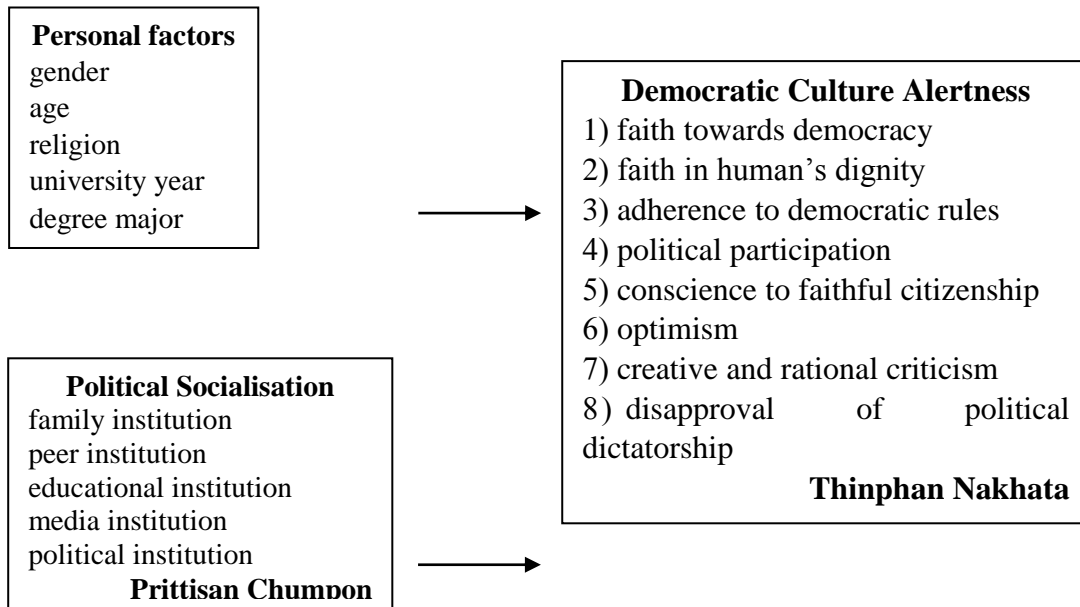 Personal factors
gender
age
religion
university year
degree major
Political Socialisation
family institution
peer institution
educational institution
media institution
political institution
Prittisan Chumpon
Democratic Culture Alertness
1) faith towards democracy
2) faith in human’s dignity
3) adherence to democratic rules
4) political participation
5) conscience to faithful citizenship
6) optimism
7) creative and rational criticism
8) disapproval of political
dictatorship
Thinphan Nakhata